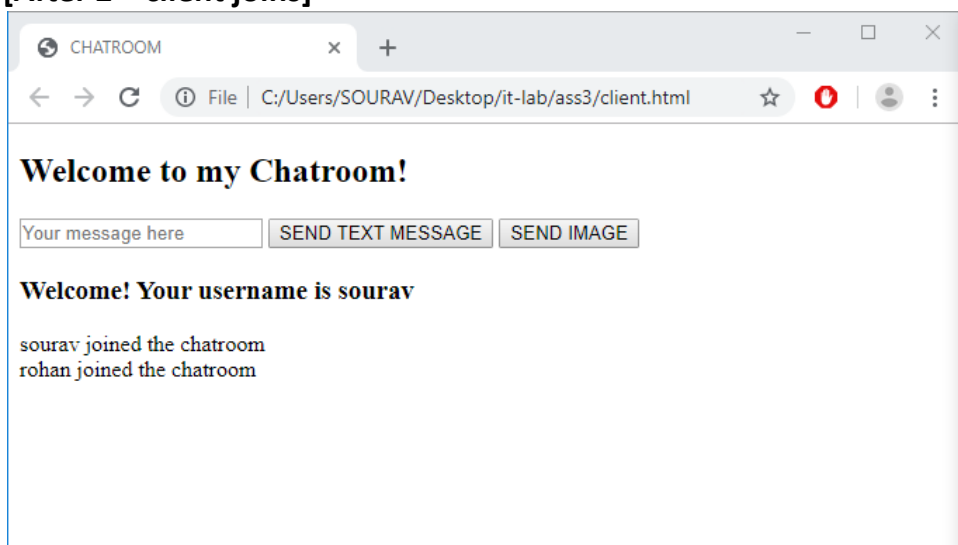 CHATROOM
File | C:/Users/SOURAV/Desktop/it-lab/ass3/client.html
Welcome to my Chatroom!
Your message here SEND TEXT MESSAGE SEND IMAGE
Welcome! Your username is sourav
sourav joined the chatroom
rohan joined the chatroom